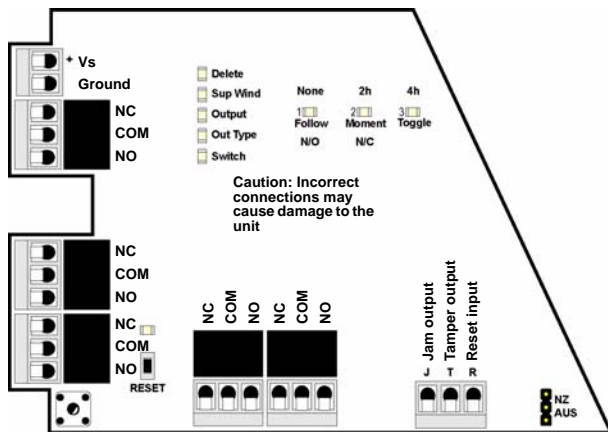 + Vs
Ground
NC
COM
NO
Delete
Sup Wind
Output
Out Type
Switch
None 2h 4h
1 2 3
Follow Moment Toggle
N/O N/C
Caution: Incorrect
connections may
cause damage to the
unit
NC
COM
NO
NC
COM
NO
RESET
NC COM NO NC COM NO
Jam output
Tamper output
Reset input
J T R
NZ
AUS